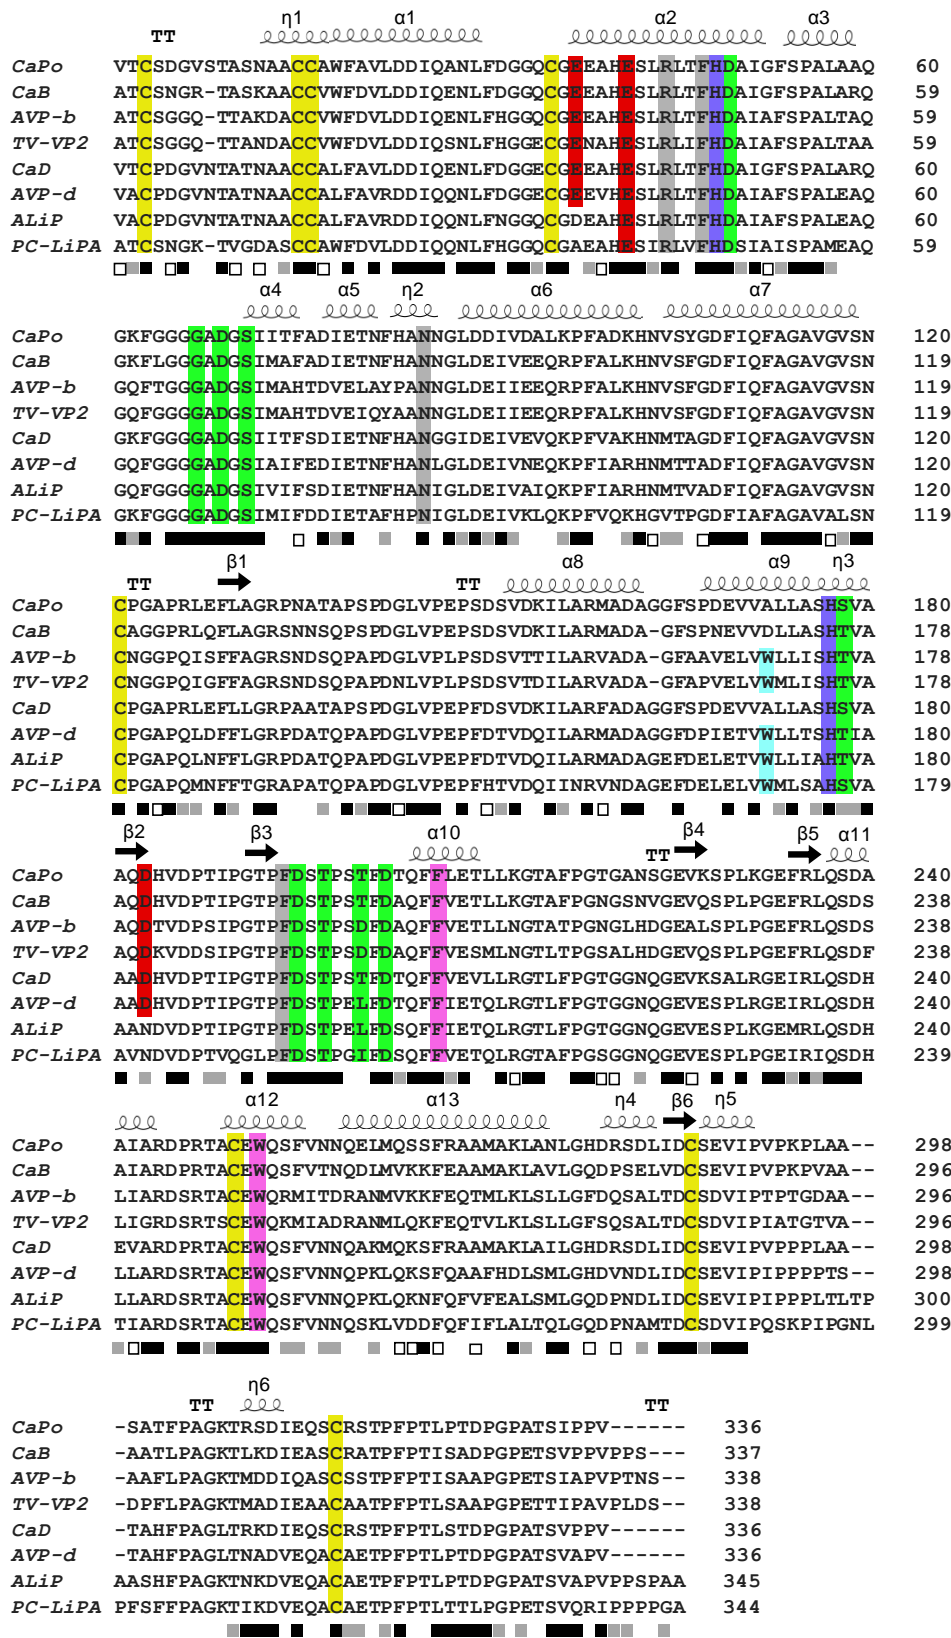 TT η1 α1 α2 α3
CaPo VTCSDGVSTASNAACCAWFAVLDDIQANLFDGGQCGEEAHESLRLTFHDAIGFSPALAAQ 60
CaB ATCSNGR-TASKAACCVWFDVLDDIQENLFDGGQCGEEAHESLRLTFHDAIGFSPALARQ 59
AVP-b ATCSGGQ-TTAKDACCVWFDVLDDIQENLFHGGQCGEEAHESLRLTFHDAIAFSPALTAQ 59
TV-VP2 ATCSGGQ-TTANDACCVWFDVLDDIQENLFHGGECGENAHESLRLIFHDAIAFSPALTAA 59
CaD VTCPDGVNTATNAACCALFAVLDDIQENLFDGGQCGEEAHESLRLTFHDAIGFSPALAAQ 60
AVP-d VACPDGVNTATNAACCALFAVRDDIQQNLFDGGECGEEVHESLRLTFHDAIAFSPALEAQ 60
ALiP VACPDGVNTATNAACCALFAVRDDIQQNLFNGGQCGDEAHESLRLTFHDAIAFSPALEAQ 60
PC-LiPA ATCSNGK-TVGDASCCAWFDVLDDIQQNLFHGGQCGAEAHESIRLVFHDSIAISPAMEAQ 59
α4 α5 η2 α6 α7
CaPo GKFGGGGADGSIITFADIETNFHANNGLDDIVDALKPFADKHNVSYGDFIQFAGAVGVSN 120
CaB GKFLGGGADGSIMAFADIETNFHANNGLDEIVEEQRPFALKHNVSFGDFIQFAGAVGVSN 119
AVP-b GQFTGGGADGSIMAHTDVELAYPANNGLDEIIEEQRPFALKHNVSFGDFIQFAGAVGVSN 119
TV-VP2 GQFGGGGADGSIMAHTDVEIQYAANNGLDEIIEEQRPFALKHNVSFGDFIQFAGAVGVSN 119
CaD GKFGGGGADGSIITFSDIETNFHANGGIDEIVEVQKPFVAKHNMTAGDFIQFAGAVGVSN 120
AVP-d GQFGGGGADGSIAIFEDIETNFHANLGLDEIVNEQKPFIARHNMTTADFIQFAGAVGVSN 120
ALiP GQFGGGGADGSIVIFSDIETNFHANIGLDEIVAIQKPFIARHNMTVADFIQFAGAVGVSN 120
PC-LiPA GKFGGGGADGSIMIFDDIETAFHPNIGLDEIVKLQKPFVQKHGVTPGDFIAFAGAVALSN 119
TT β1 TT α8 α9 η3
CaPo CPGAPRLEFLAGRPNATAPSPDGLVPEPSDSVDKILARMADAGGFSPDEVVALLASHSVA 180
CaB CAGGPRLQFLAGRSNNSQPSPDGLVPEPSDSVDKILARMADA-GFSPNEVVDLLASHTVA 178
AVP-b CNGGPQISFFAGRSNDSQPAPDGLVPLPSDSVTTILARVADA-GFAAVELVWLLISHTVA 178
TV-VP2 CNGGPQIGFFAGRSNDSQPAPDNLVPLPSDSVTDILARVADA-GFAPVELVWMLISHTVA 178
CaD CPGAPRLEFLLGRPAATAPSPDGLVPEPFDSVDKILARFADAGGFSPDEVVALLASHSVA 180
AVP-d CPGAPQLDFFLGRPDATQPAPDGLVPEPFDTVDQILARMADAGGFDPIETVWLLTSHTIA 180
ALiP CPGAPQLNFFLGRPDATQPAPDGLVPEPFDTVDQILARMADAGEFDELETVWLLIAHTVA 180
PC-LiPA CPGAPQMNFFTGRAPATQPAPDGLVPEPFHTVDQIINRVNDAGEFDELELVWMLSAHSVA 179
β2 β3 α10 TT β4 β5 α11
CaPo AQDHVDPTIPGTPFDSTPSTFDTQFFLETLLKGTAFPGTGANSGEVKSPLKGEFRLQSDA 240
CaB AQDHVDPTIPGTPFDSTPSTFDAQFFVETLLKGTAFPGNGSNVGEVQSPLPGEFRLQSDS 238
AVP-b AQDTVDPSIPGTPFDSTPSDFDAQFFVETLLNGTATPGNGLHDGEALSPLPGEFRLQSDS 238
TV-VP2 AQDKVDDSIPGTPFDSTPSDFDAQFFVESMLNGTLTPGSALHDGEVQSPLPGEFRLQSDF 238
CaD AADHVDPTIPGTPFDSTPSTFDTQFFVEVLLRGTLFPGTGGNQGEVKSALRGEFRLQSDH 240
AVP-d AADHVDPTIPGTPFDSTPELFDTQFFIETQLRGTLFPGTGGNQGEVESPLRGEIRLQSDH 240
ALiP AANDVDPTIPGTPFDSTPELFDSQFFIETQLRGTLFPGTGGNQGEVESPLKGEMRLQSDH 240
PC-LiPA AVNDVDPTVQGLPFDSTPGIFDSQFFVETQLRGTAFPGSGGNQGEVESPLPGEIRIQSDH 239
α12 α13 η4 β6 η5
CaPo AIARDPRTACEWQSFVNNQELMQSSFRAAMAKLANLGHDRSDLIDCSEVIPVPKPLAA-- 298
CaB AIARDPRTACEWQSFVTNQDLMVKKFEAAMAKLAVLGQDPSELVDCSEVIPVPKPVAA-- 296
AVP-b LIARDSRTACEWQRMITDRANMVKKFEQTMLKLSLLGFDQSALTDCSDVIPTPTGDAA-- 296
TV-VP2 LIGRDSRTSCEWQKMIADRANMLQKFEQTVLKLSLLGFSQSALTDCSDVIPIATGTVA-- 296
CaD EVARDPRTACEWQSFVNNQAKMQKSFRAAMAKLAILGHDRSDLIDCSEVIPVPPPLAA-- 298
AVP-d LLARDSRTACEWQSFVNNQPKLQKSFQAAFHDLSMLGHDVNDLIDCSEVIPIPPPPTS-- 298
ALiP LLARDSRTACEWQSFVNNQPKLQKNFQFVFEALSMLGQDPNDLIDCSEVIPIPPPLTLTP 300
PC-LiPA TIARDSRTACEWQSFVNNQSKLVDDFQFIFLALTQLGQDPNAMTDCSDVIPQSKPIPGNL 299
TT η6 TT
CaPo -SATFPAGKTRSDIEQSCRSTPFPTLPTDPGPATSIPPV------ 336
CaB -AATLPAGKTLKDIEASCRATPFPTISADPGPETSVPPVPPS--- 337
AVP-b -AAFLPAGKTMDDIQASCSSTPFPTISAAPGPETSIAPVPTNS-- 338
TV-VP2 -DPFLPAGKTMADIEAACAATPFPTLSAAPGPETTIPAVPLDS-- 338
CaD -TAHFPAGLTRKDIEQSCRSTPFPTLSTDPGPATSVPPV------ 336
AVP-d -TAHFPAGLTNADVEQACAETPFPTLPTDPGPATSVAPV------ 336
ALiP AASHFPAGKTNKDVEQACAETPFPTLPTDPGPATSVAPVPPSPAA 345
PC-LiPA PFSFFPAGKTIKDVEQACAETPFPTLTTLPGPETSVQRIPPPPGA 344